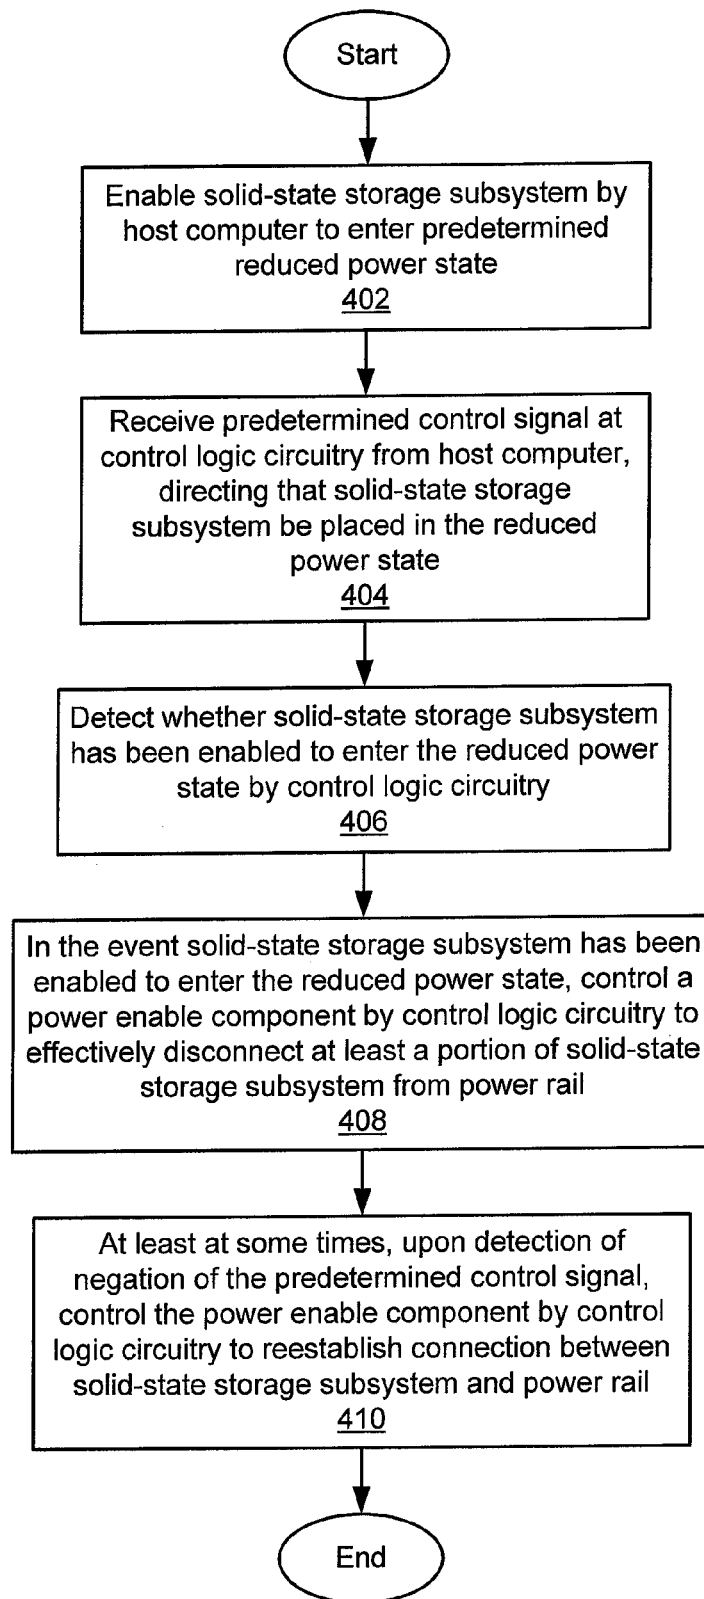 Start
Enable solid-state storage subsystem by
host computer to enter predetermined
reduced power state
402
Receive predetermined control signal at
control logic circuitry from host computer,
directing that solid-state storage
subsystem be placed in the reduced
power state
404
Detect whether solid-state storage subsystem
has been enabled to enter the reduced power
state by control logic circuitry
406
In the event solid-state storage subsystem has been
enabled to enter the reduced power state, control a
power enable component by control logic circuitry to
effectively disconnect at least a portion of solid-state
storage subsystem from power rail
408
At least at some times, upon detection of
negation of the predetermined control signal,
control the power enable component by control
logic circuitry to reestablish connection between
solid-state storage subsystem and power rail
410
End